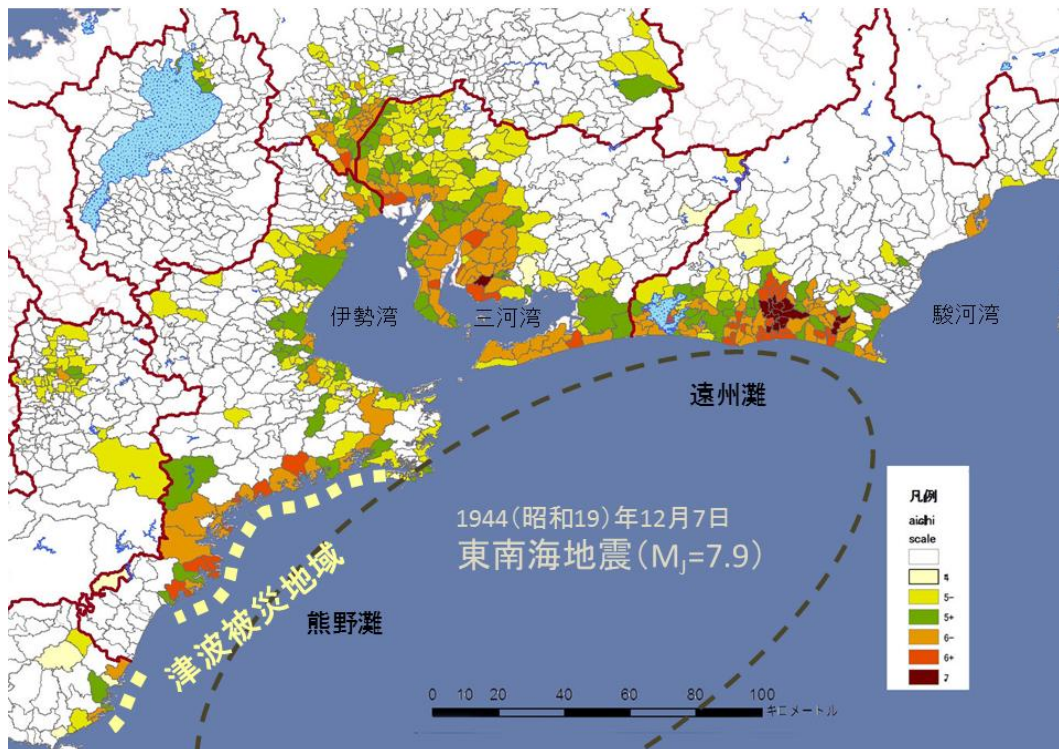 伊勢湾
三河湾
駿河湾
遠州灘
1944(昭和19)年12月7日
東南海地震(MJ=7.9)
津波被災地域
熊野灘
凡例
aichi
scale
4
5-
5+
6-
6+
7
0 10 20 40 60 80 100
キロメートル